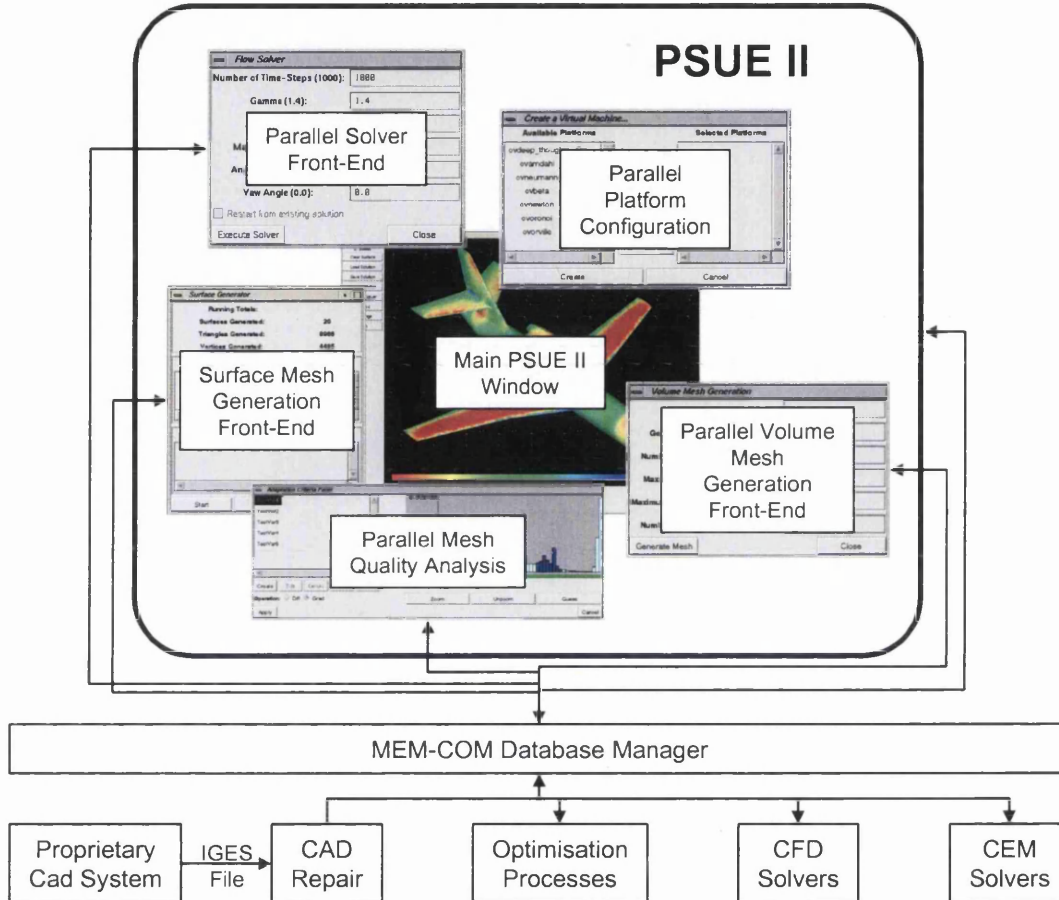 PSUE II
Flow Solver
Number of Time-Steps (1000): 1000
Gamma (1.4): 1.4
Parallel Solver
Front-End
Yaw Angle (0.0): 0.0
Restart from existing solution
Execute Solver Close
Create a Virtual Machine...
Available Platforms Selected Platforms
Parallel
Platform
Configuration
Create Cancel
Surface Generator
Running Totals:
Surfaces Generated:
Triangles Generated:
Vertices Generated:
Surface Mesh
Generation
Front-End
Start
Main PSUE II
Window
Volume Mesh Generation
Parallel Volume
Mesh
Generation
Front-End
Generate Mesh Close
Parallel Mesh
Quality Analysis
Create
Zoom
Apply Cancel
MEM-COM Database Manager
Proprietary
Cad System
IGES
File
CAD
Repair
Optimisation
Processes
CFD
Solvers
CEM
Solvers